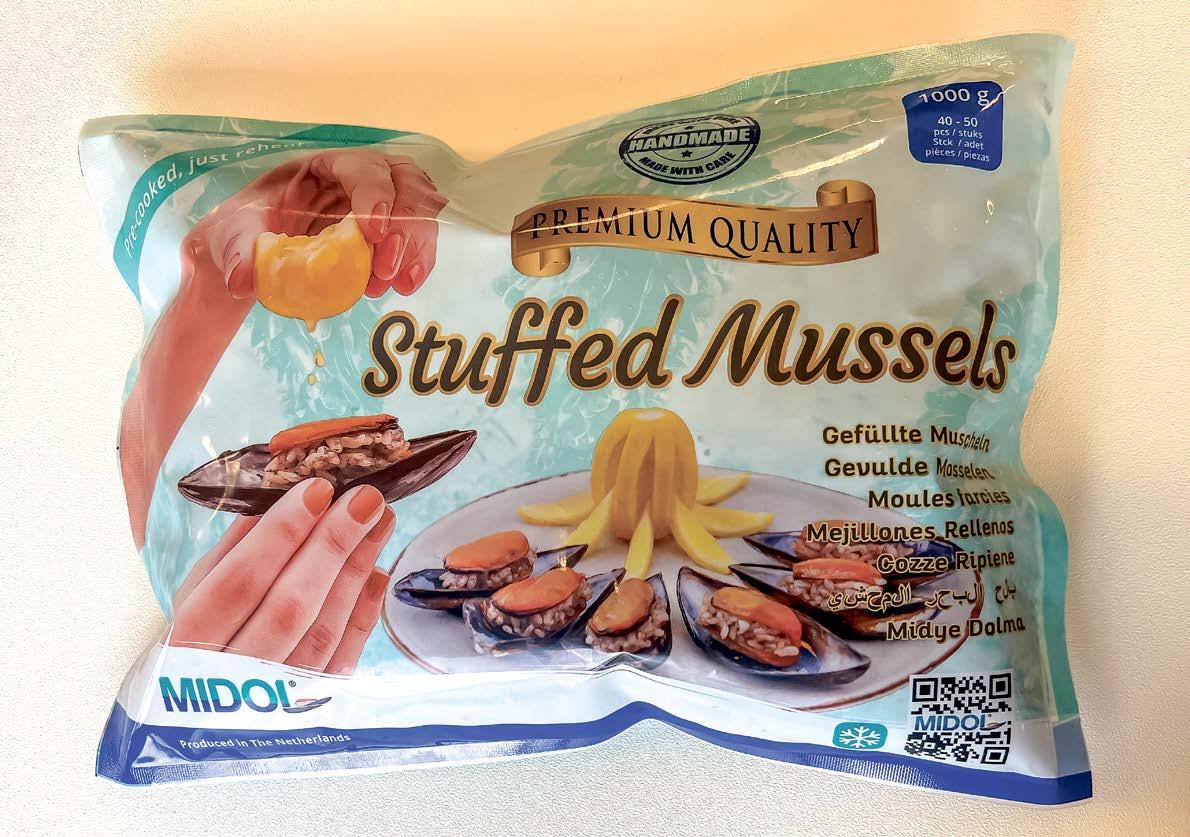 Pre-cooked, just reheat
HANDMADE
MADE WITH CARE
PREMIUM QUALITY
1000 g
40 - 50
pcs / stuks
Stck / adet
pièces / piezas
Stuffed Mussels
Gefüllte Muscheln
Gevulde Mosselen
Moules farcies
Mejillones Rellenos
Cozze Ripiene
بلح البحر المحشي
Midye Dolma
MIDOL®
Produced in The Netherlands
MIDOL